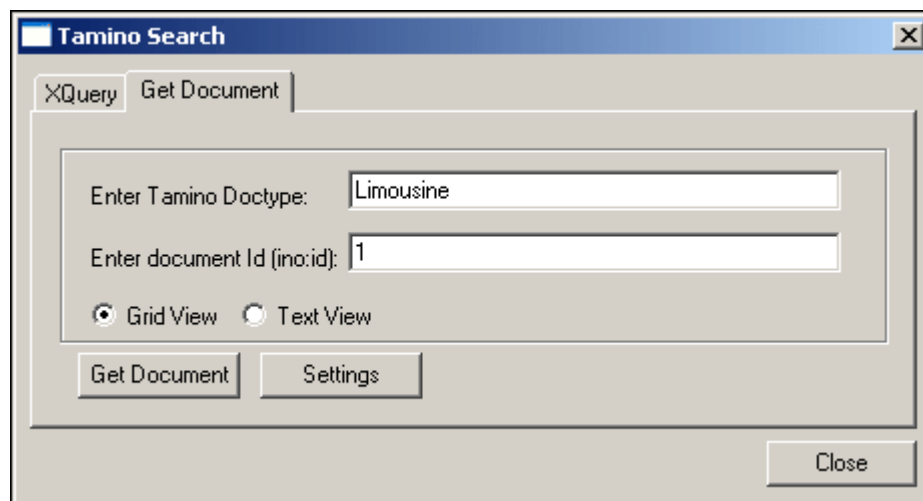 Tamino Search
XQuery Get Document
Enter Tamino Doctype: Limousine
Enter document Id (ino:id): 1
Grid View Text View
Get Document Settings
Close